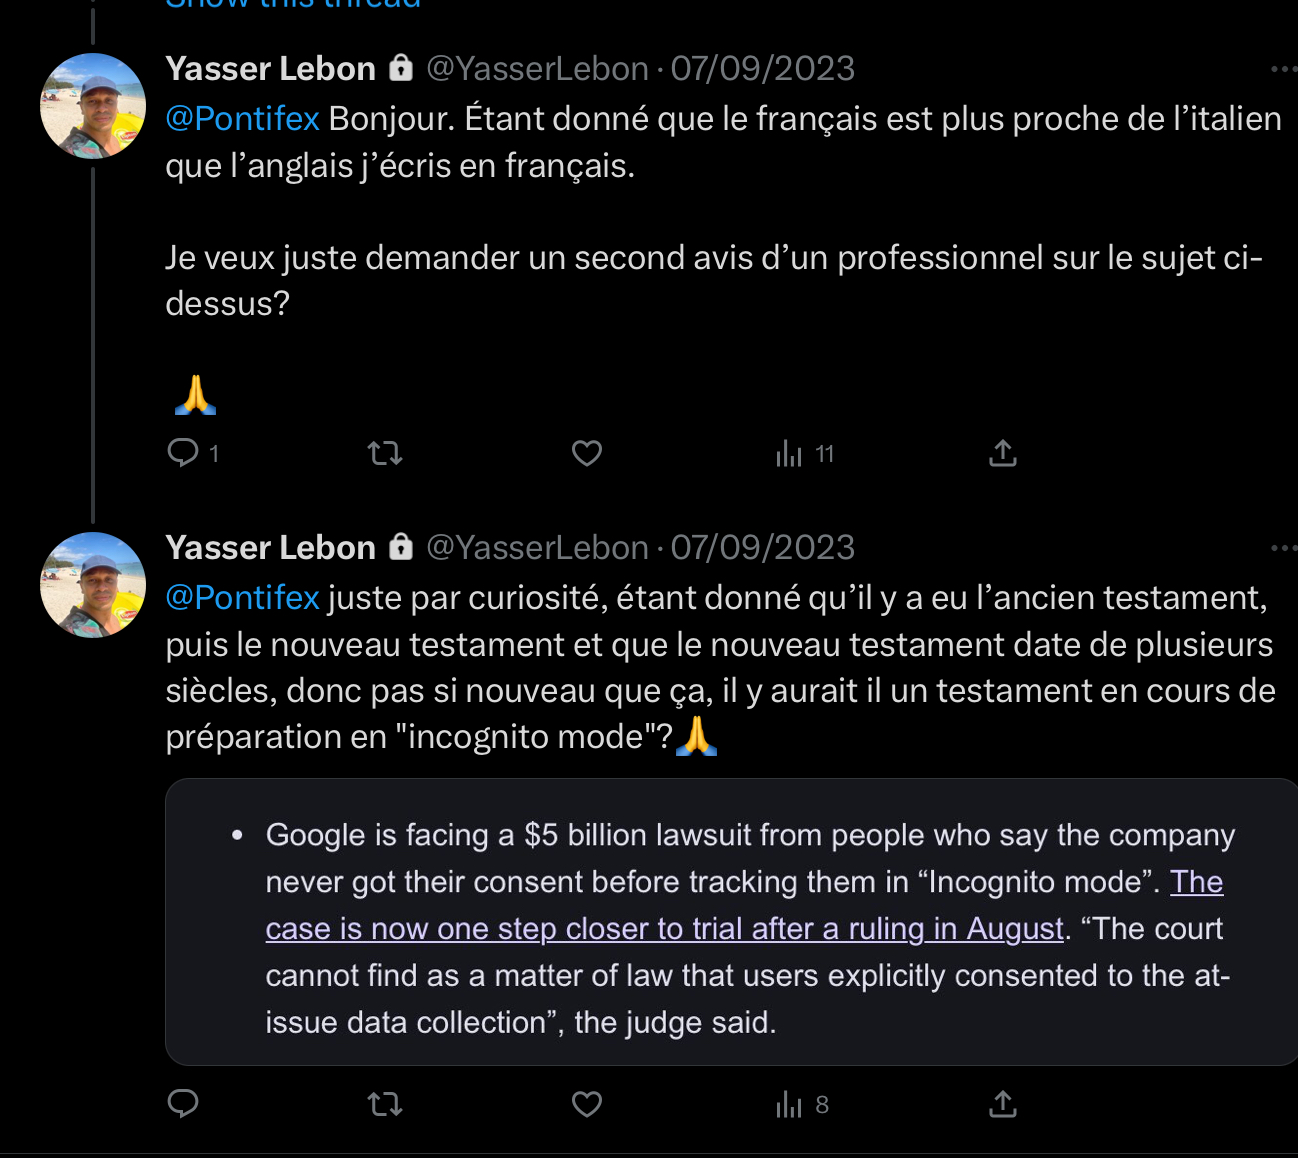 Show this thread
Yasser Lebon @YasserLebon · 07/09/2023
@Pontifex Bonjour. Étant donné que le français est plus proche de l’italien
que l’anglais j’écris en français.
Je veux juste demander un second avis d’un professionnel sur le sujet ci-
dessus?
🙏
1 11
Yasser Lebon @YasserLebon · 07/09/2023
@Pontifex juste par curiosité, étant donné qu’il y a eu l’ancien testament,
puis le nouveau testament et que le nouveau testament date de plusieurs
siècles, donc pas si nouveau que ça, il y aurait il un testament en cours de
préparation en "incognito mode"?🙏
• Google is facing a $5 billion lawsuit from people who say the company
never got their consent before tracking them in “Incognito mode”. The
case is now one step closer to trial after a ruling in August. “The court
cannot find as a matter of law that users explicitly consented to the at-
issue data collection”, the judge said.
8